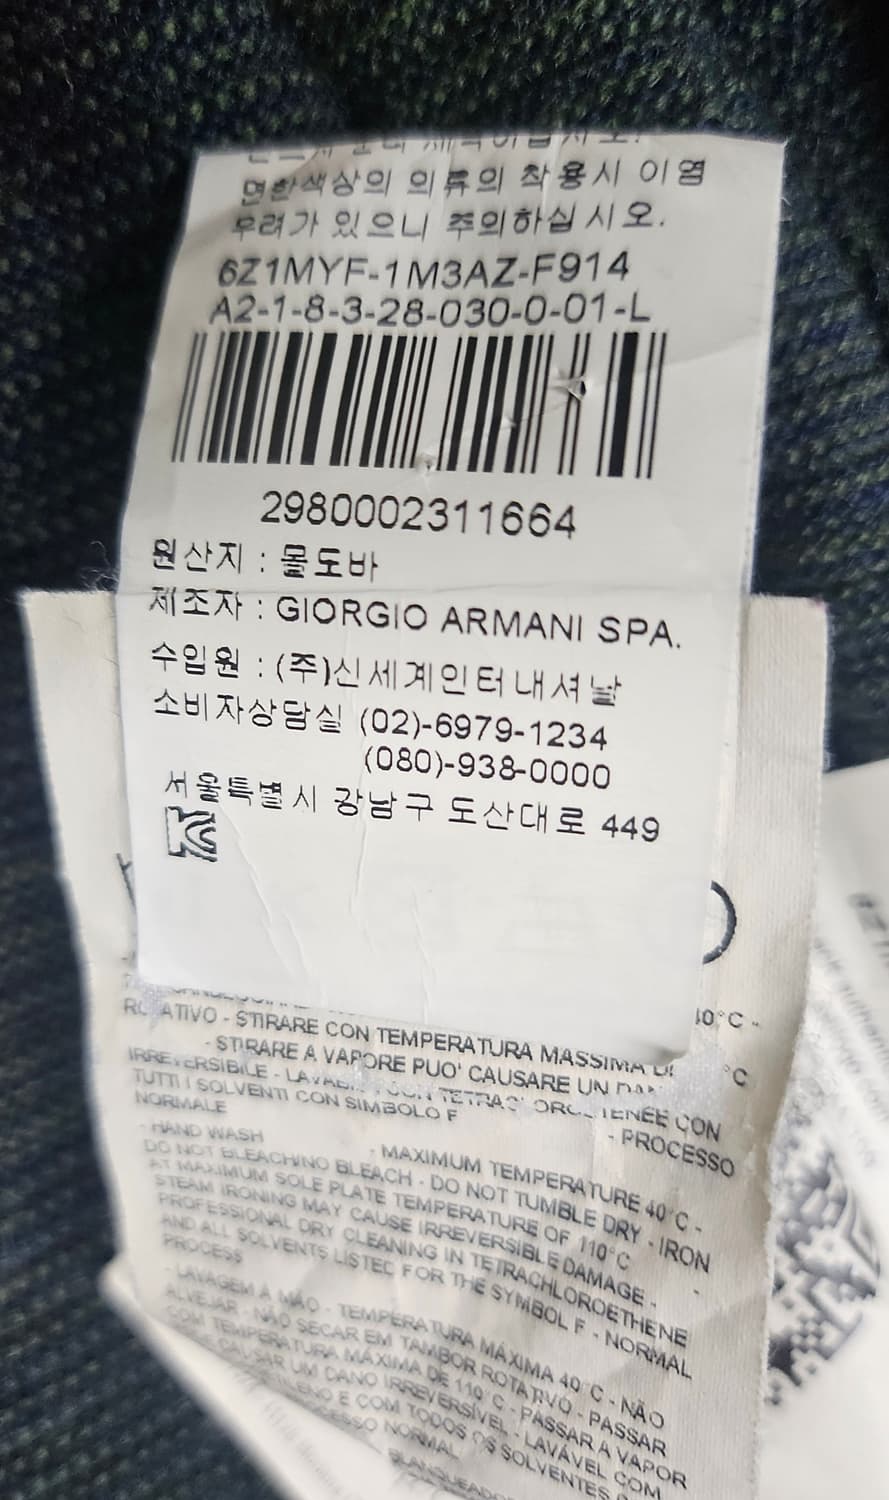 면한색상의 의류의 착용시 이염
우려가 있으니 주의하십시오.
6Z1MYF-1M3AZ-F914
A2-1-8-3-28-030-0-01-L
2980002311664
원산지 : 몰도바
제조자 : GIORGIO ARMANI SPA.
수입원 : (주)신세계인터내셔날
소비자상담실 (02)-6979-1234
(080)-938-0000
서울특별시 강남구 도산대로 449
KC
40°C -
ROTATIVO - STIRARE CON TEMPERATURA MASSIMA DI °C
- STIRARE A VAPORE PUO' CAUSARE UN
IRREVERSIBILE - CON
TUTTI I SOLVENTI CON SIMBOLO F - PROCESSO
NORMALE
- HAND WASH - MAXIMUM TEMPERATURE 40°C -
DO NOT BLEACH/NO BLEACH - DO NOT TUMBLE DRY - IRON
AT MAXIMUM SOLE PLATE TEMPERATURE OF 110°C -
STEAM IRONING MAY CAUSE IRREVERSIBLE DAMAGE -
PROFESSIONAL DRY CLEANING IN TETRACHLOROETHENE
AND ALL SOLVENTS LISTED FOR THE SYMBOL F - NORMAL
PROCESS
- LAVAGEM À MÃO - TEMPERATURA MÁXIMA 40°C - NÃO
ALVEJAR - NÃO SECAR EM TAMBOR ROTATIVO - PASSAR
COM TEMPERATURA MÁXIMA DE 110°C - PASSAR A VAPOR
CAUSAR UM DANO IRREVERSÍVEL - LAVÁVEL COM
E COM TODOS OS SOLVENTES
PROCESSO NORMAL